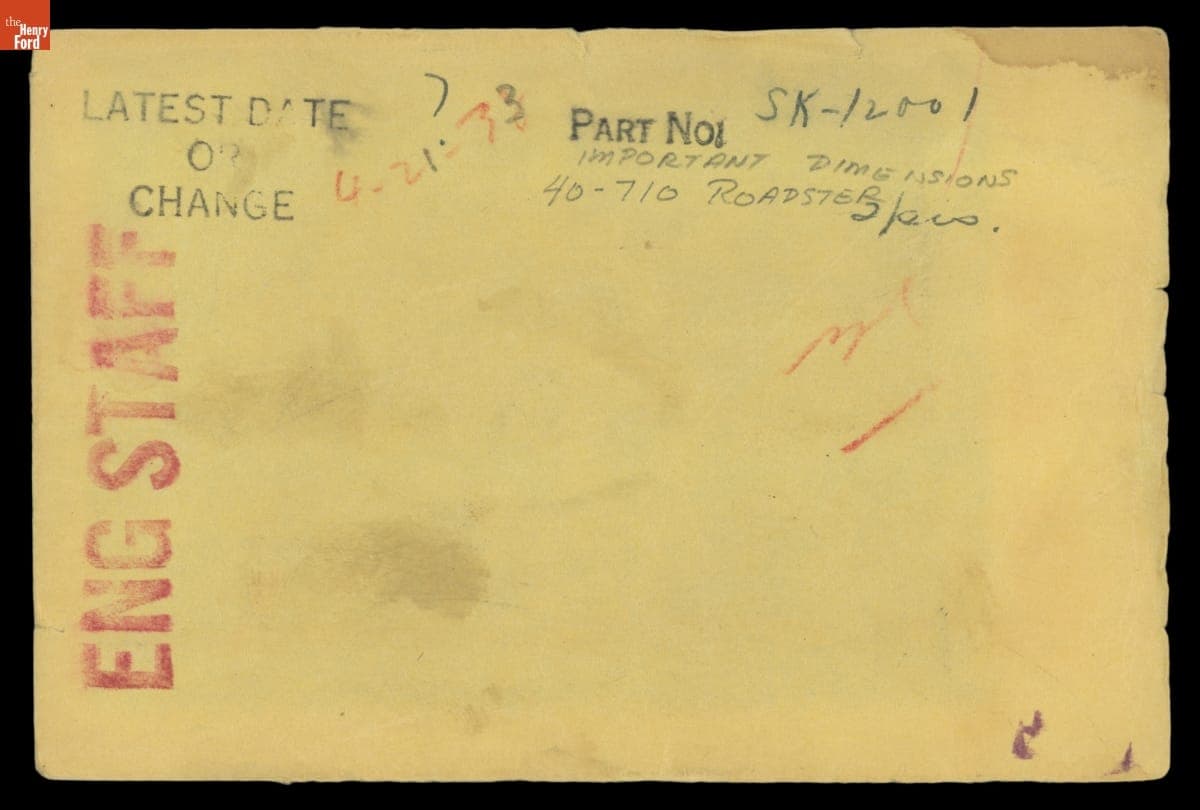 the
Henry
Ford
LATEST DATE
OR
CHANGE
4-21-33
PART NO.
SK-12001
IMPORTANT DIMENSIONS
40-710 ROADSTER
ENG STAFF